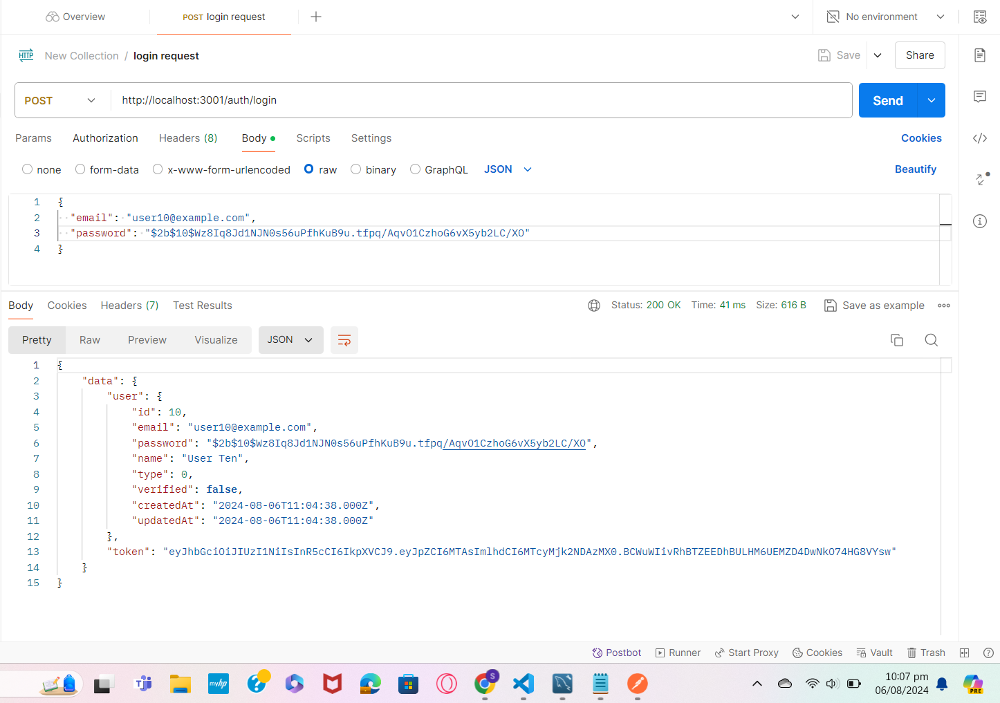 Overview
POST login request
No environment
HTTP New Collection / login request
Save
Share
POST
http://localhost:3001/auth/login
Send
Params Authorization Headers (8) Body Scripts Settings
Cookies
none form-data x-www-form-urlencoded raw binary GraphQL JSON
Beautify
1 {
2 "email": "user10@example.com",
3 "password": "$2b$10$Wz8Iq8Jd1NJN0s56uPfhKuB9u.tfpq/AqvO1CzhoG6vX5yb2LC/XO"
4 }
Body Cookies Headers (7) Test Results
Status: 200 OK Time: 41 ms Size: 616 B
Save as example
Pretty Raw Preview Visualize JSON
1 {
2 "data": {
3 "user": {
4 "id": 10,
5 "email": "user10@example.com",
6 "password": "$2b$10$Wz8Iq8Jd1NJN0s56uPfhKuB9u.tfpq/AqvO1CzhoG6vX5yb2LC/XO",
7 "name": "User Ten",
8 "type": 0,
9 "verified": false,
10 "createdAt": "2024-08-06T11:04:38.000Z",
11 "updatedAt": "2024-08-06T11:04:38.000Z"
12 },
13 "token": "eyJhbGciOiJIUzI1NiIsInR5cCI6IkpXVCJ9.eyJpZCI6MTAsImlhdCI6MTcyMjk2NDAzMX0.BCWuWIivRhBTZEEDhBULHM6UEMZD4DwNkO74HG8VYsw"
14 }
15 }
Postbot Runner Start Proxy Cookies Vault Trash
myhp
S
10:07 pm
06/08/2024
PRE